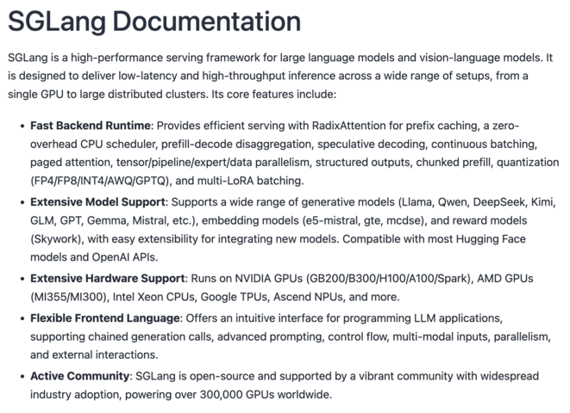 SGLang Documentation
SGLang is a high-performance serving framework for large language models and vision-language models. It
is designed to deliver low-latency and high-throughput inference across a wide range of setups, from a
single GPU to large distributed clusters. Its core features include:
• Fast Backend Runtime: Provides efficient serving with RadixAttention for prefix caching, a zero-
overhead CPU scheduler, prefill-decode disaggregation, speculative decoding, continuous batching,
paged attention, tensor/pipeline/expert/data parallelism, structured outputs, chunked prefill, quantization
(FP4/FP8/INT4/AWQ/GPTQ), and multi-LoRA batching.
• Extensive Model Support: Supports a wide range of generative models (Llama, Qwen, DeepSeek, Kimi,
GLM, GPT, Gemma, Mistral, etc.), embedding models (e5-mistral, gte, mcdse), and reward models
(Skywork), with easy extensibility for integrating new models. Compatible with most Hugging Face
models and OpenAI APIs.
• Extensive Hardware Support: Runs on NVIDIA GPUs (GB200/B300/H100/A100/Spark), AMD GPUs
(MI355/MI300), Intel Xeon CPUs, Google TPUs, Ascend NPUs, and more.
• Flexible Frontend Language: Offers an intuitive interface for programming LLM applications,
supporting chained generation calls, advanced prompting, control flow, multi-modal inputs, parallelism,
and external interactions.
• Active Community: SGLang is open-source and supported by a vibrant community with widespread
industry adoption, powering over 300,000 GPUs worldwide.